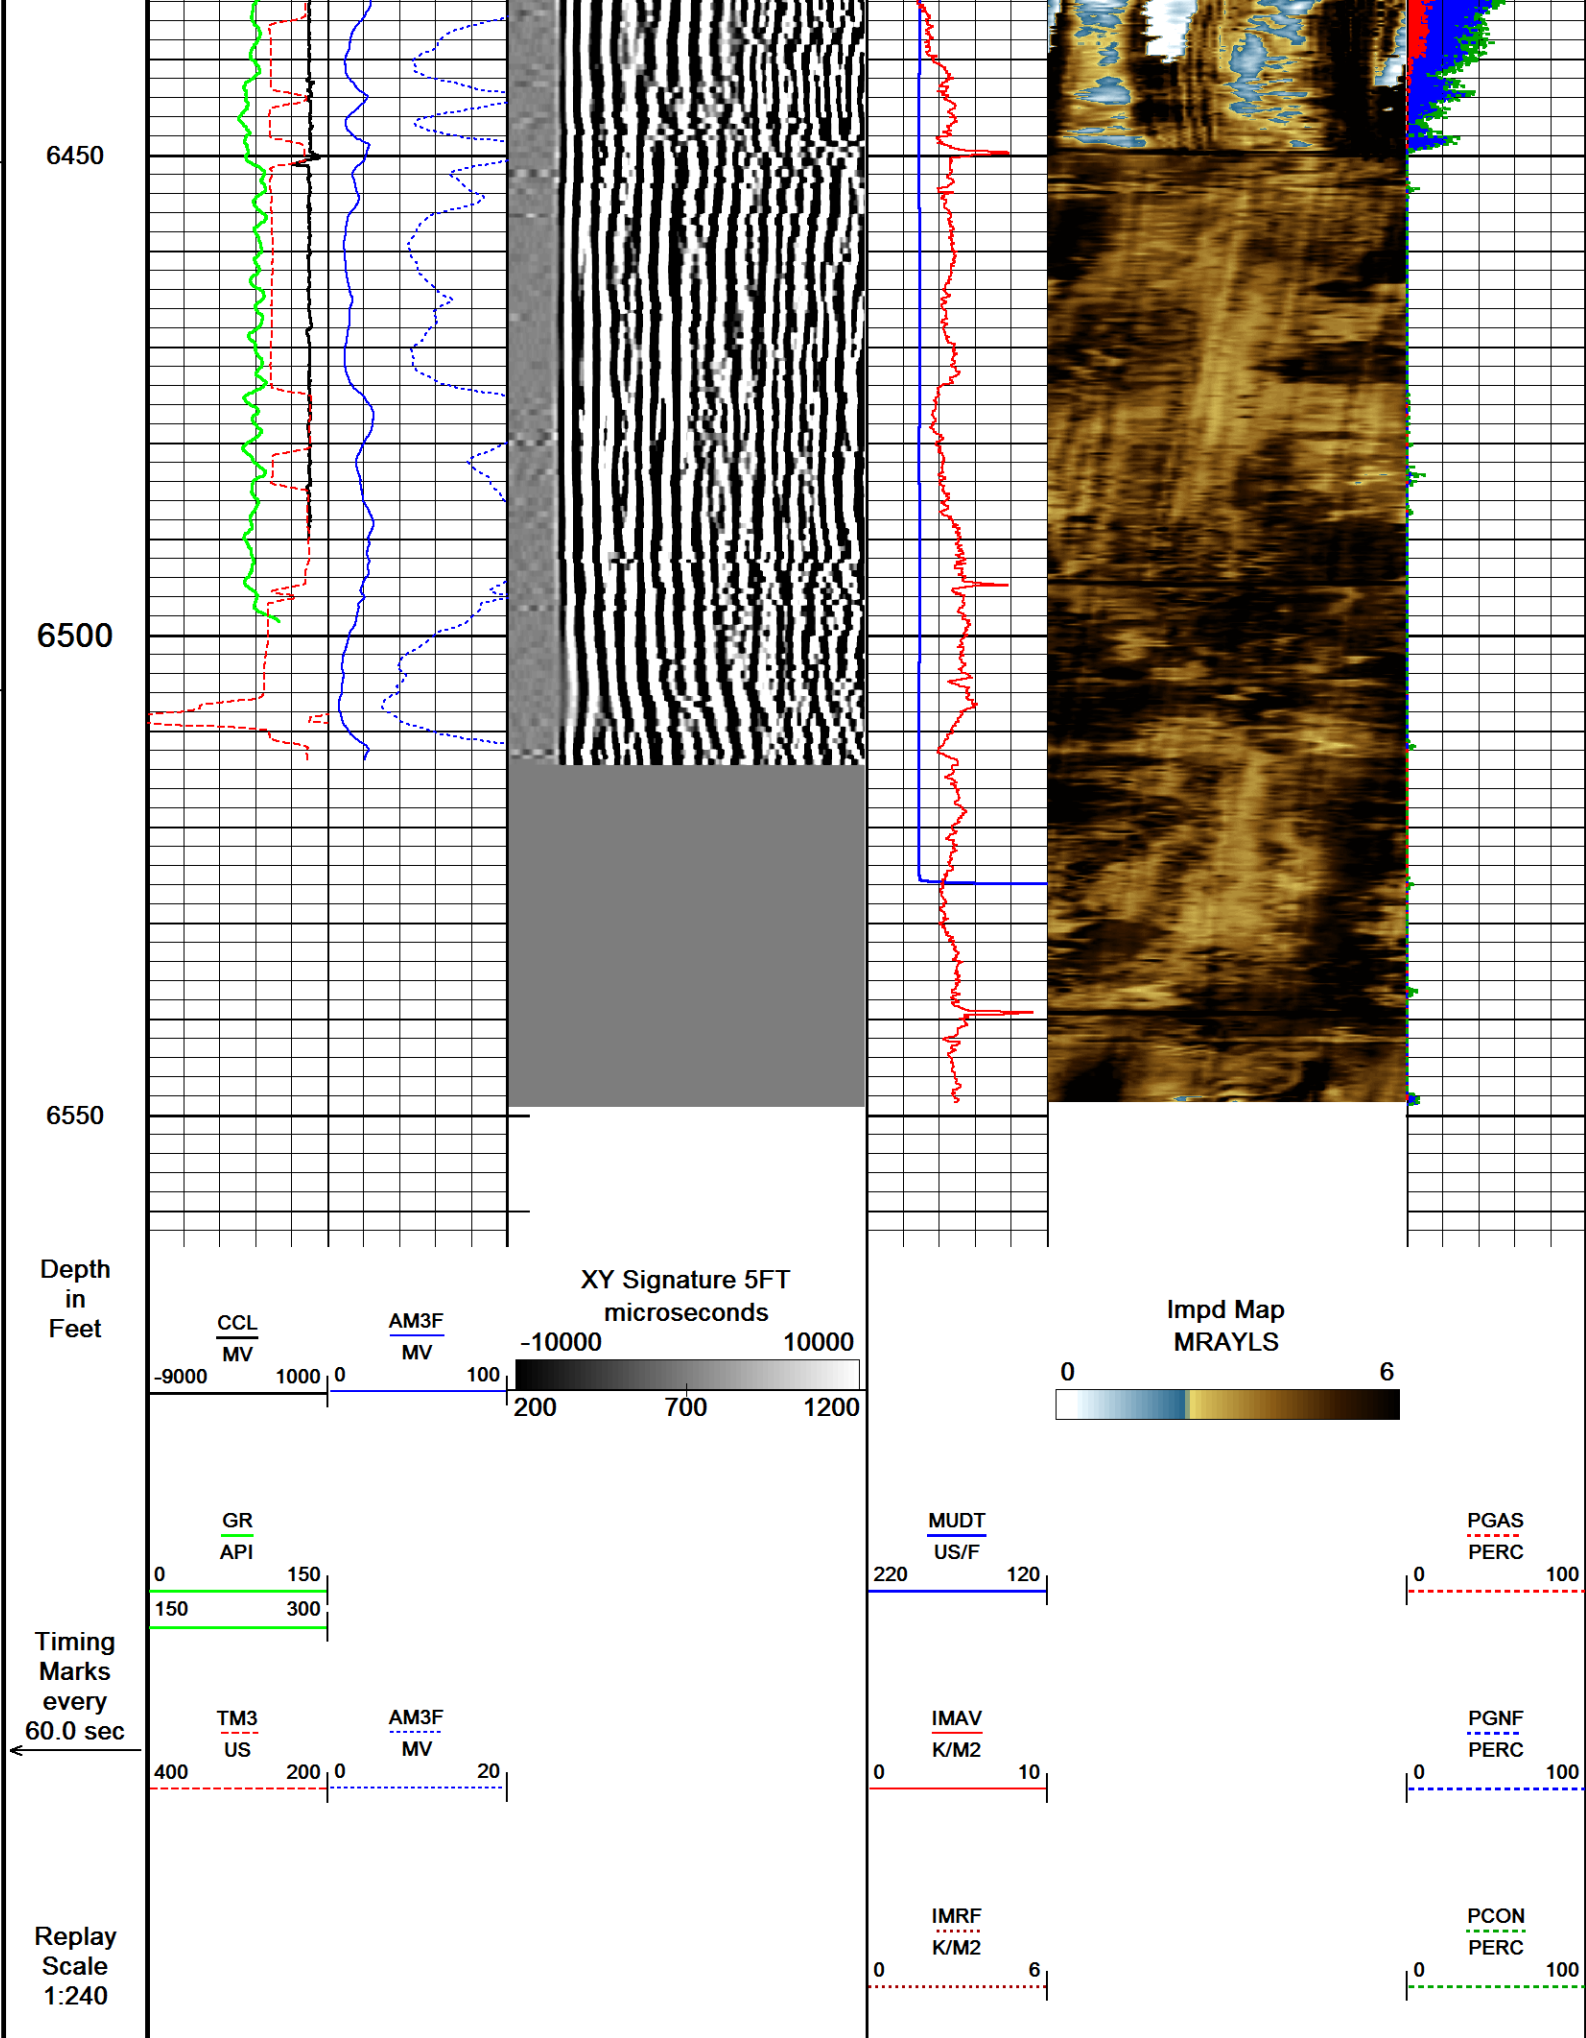 6450
6500
6550
Depth
in
Feet
CCL
MV
-9000 1000
AM3F
MV
0 100
XY Signature 5FT
microseconds
-10000 10000
200 700 1200
Impd Map
MRAYLS
0 6
GR
API
0 150
150 300
MUDT
US/F
220 120
PGAS
PERC
0 100
Timing
Marks
every
60.0 sec
TM3
US
400 200
AM3F
MV
0 20
IMAV
K/M2
0 10
PGNF
PERC
0 100
Replay
Scale
1:240
IMRF
K/M2
0 6
PCON
PERC
0 100